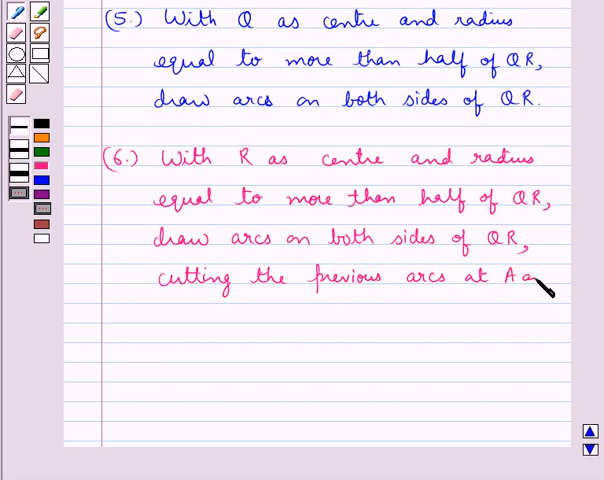 (5.) With Q as centre and radius
equal to more than half of QR,
draw arcs on both sides of QR.
(6.) With R as centre and radius
equal to more than half of QR,
draw arcs on both sides of QR,
cutting the previous arcs at A a